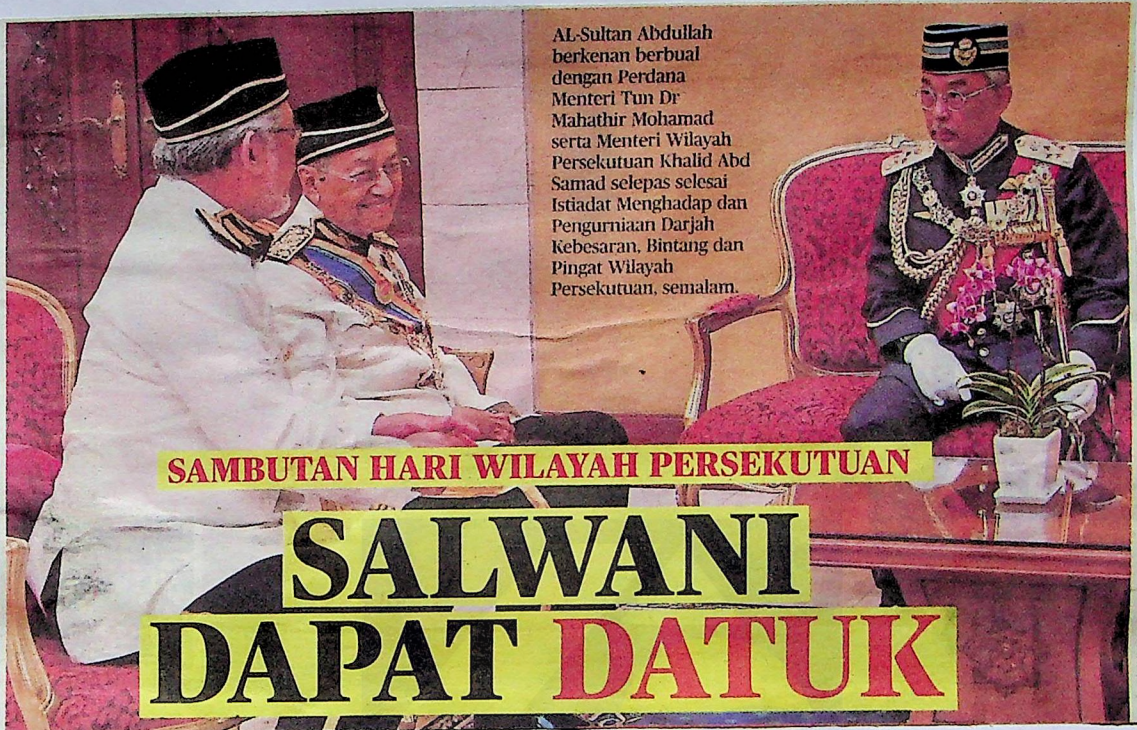 AL-Sultan Abdullah
berkenan berbual
dengan Perdana
Menteri Tun Dr
Mahathir Mohamad
serta Menteri Wilayah
Persekutuan Khalid Abd
Samad selepas selesai
Istiadat Menghadap dan
Pengurniaan Darjah
Kebesaran, Bintang dan
Pingat Wilayah
Persekutuan, semalam.
SAMBUTAN HARI WILAYAH PERSEKUTUAN
SALWANI
DAPAT DATUK